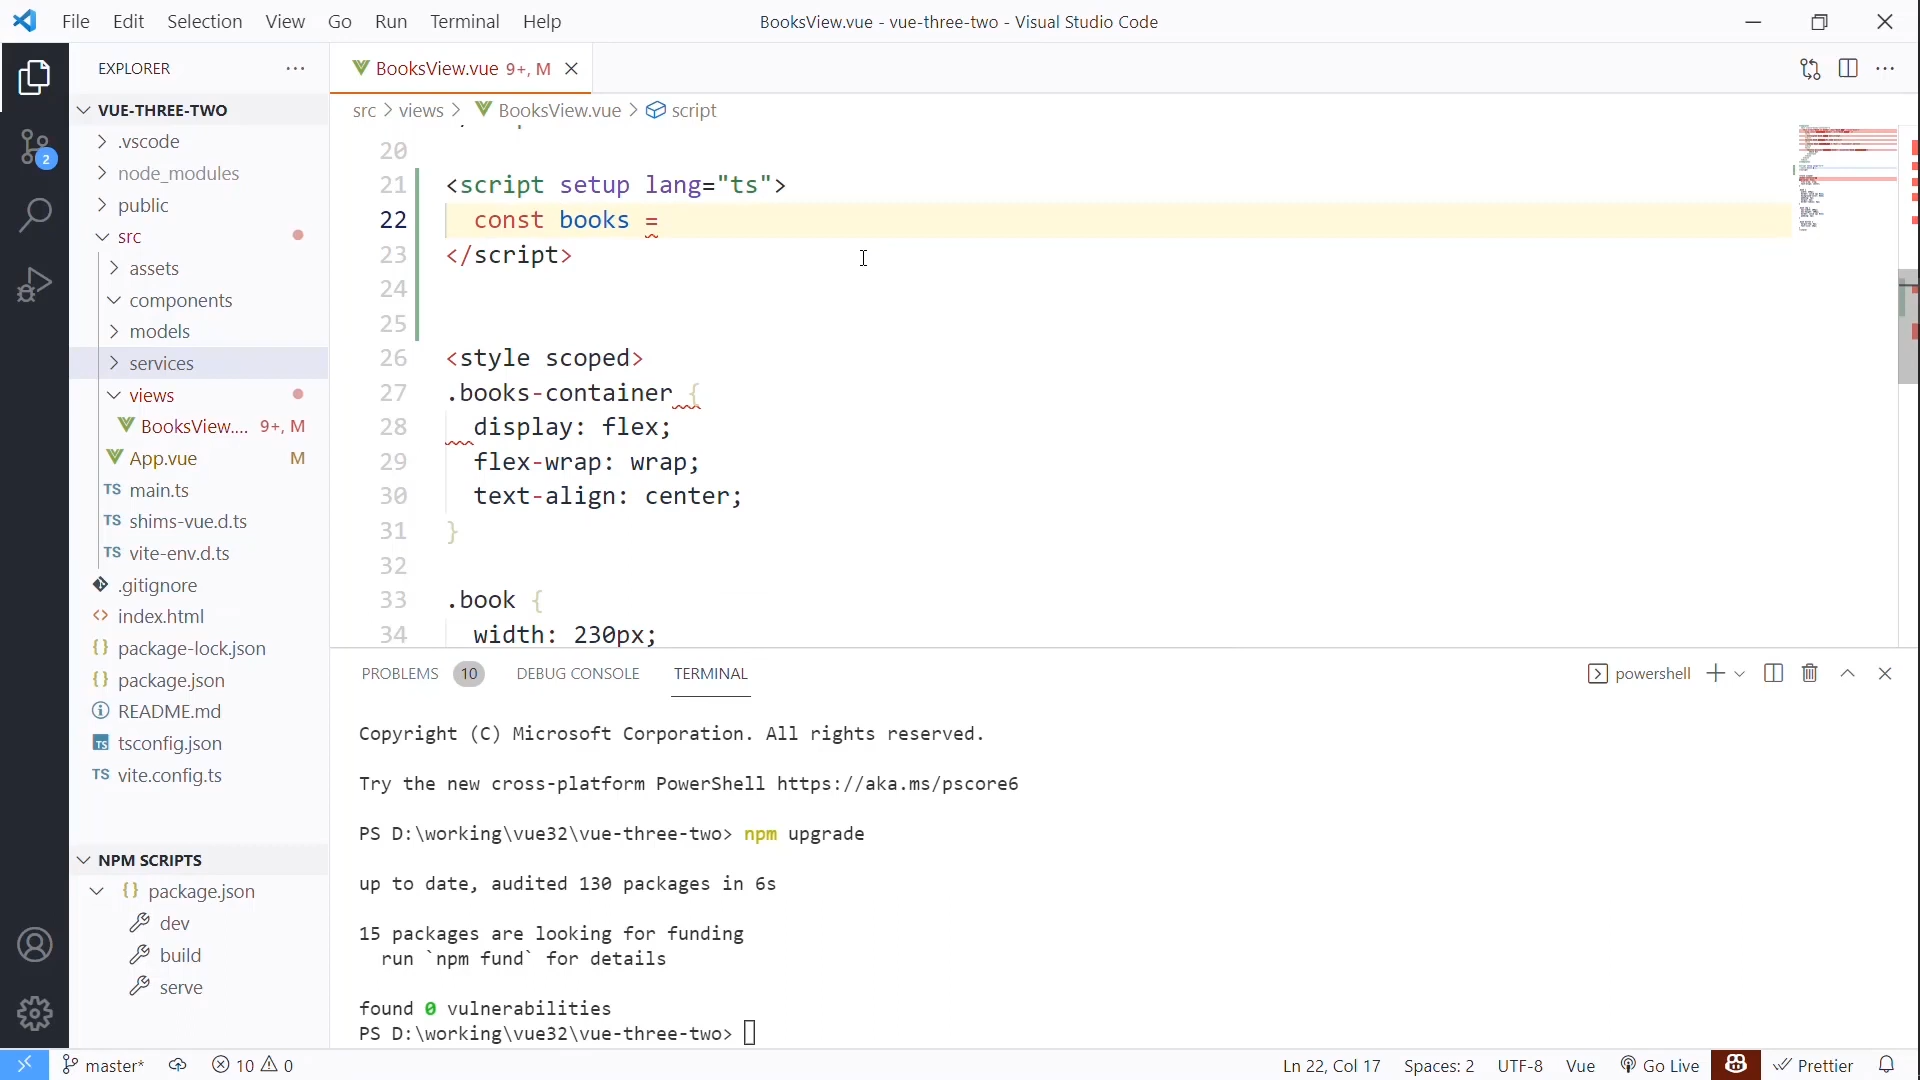 File Edit Selection View Go Run Terminal Help
BooksView.vue - vue-three-two - Visual Studio Code
EXPLORER
VUE-THREE-TWO
.vscode
node_modules
public
src
assets
components
models
services
views
BooksView.... 9+, M
App.vue M
TS main.ts
TS shims-vue.d.ts
TS vite-env.d.ts
.gitignore
index.html
package-lock.json
package.json
README.md
tsconfig.json
TS vite.config.ts
NPM SCRIPTS
package.json
dev
build
serve
2
BooksView.vue 9+, M
src > views > BooksView.vue > script
20
21 <script setup lang="ts">
22 const books =
23 </script>
24
25
26 <style scoped>
27 .books-container {
28 display: flex;
29 flex-wrap: wrap;
30 text-align: center;
31 }
32
33 .book {
34 width: 230px;
PROBLEMS 10 DEBUG CONSOLE TERMINAL
powershell
Copyright (C) Microsoft Corporation. All rights reserved.
Try the new cross-platform PowerShell https://aka.ms/pscore6
PS D:\working\vue32\vue-three-two> npm upgrade
up to date, audited 130 packages in 6s
15 packages are looking for funding
run `npm fund` for details
found 0 vulnerabilities
PS D:\working\vue32\vue-three-two>
master* 10 0
Ln 22, Col 17 Spaces: 2 UTF-8 Vue Go Live Prettier